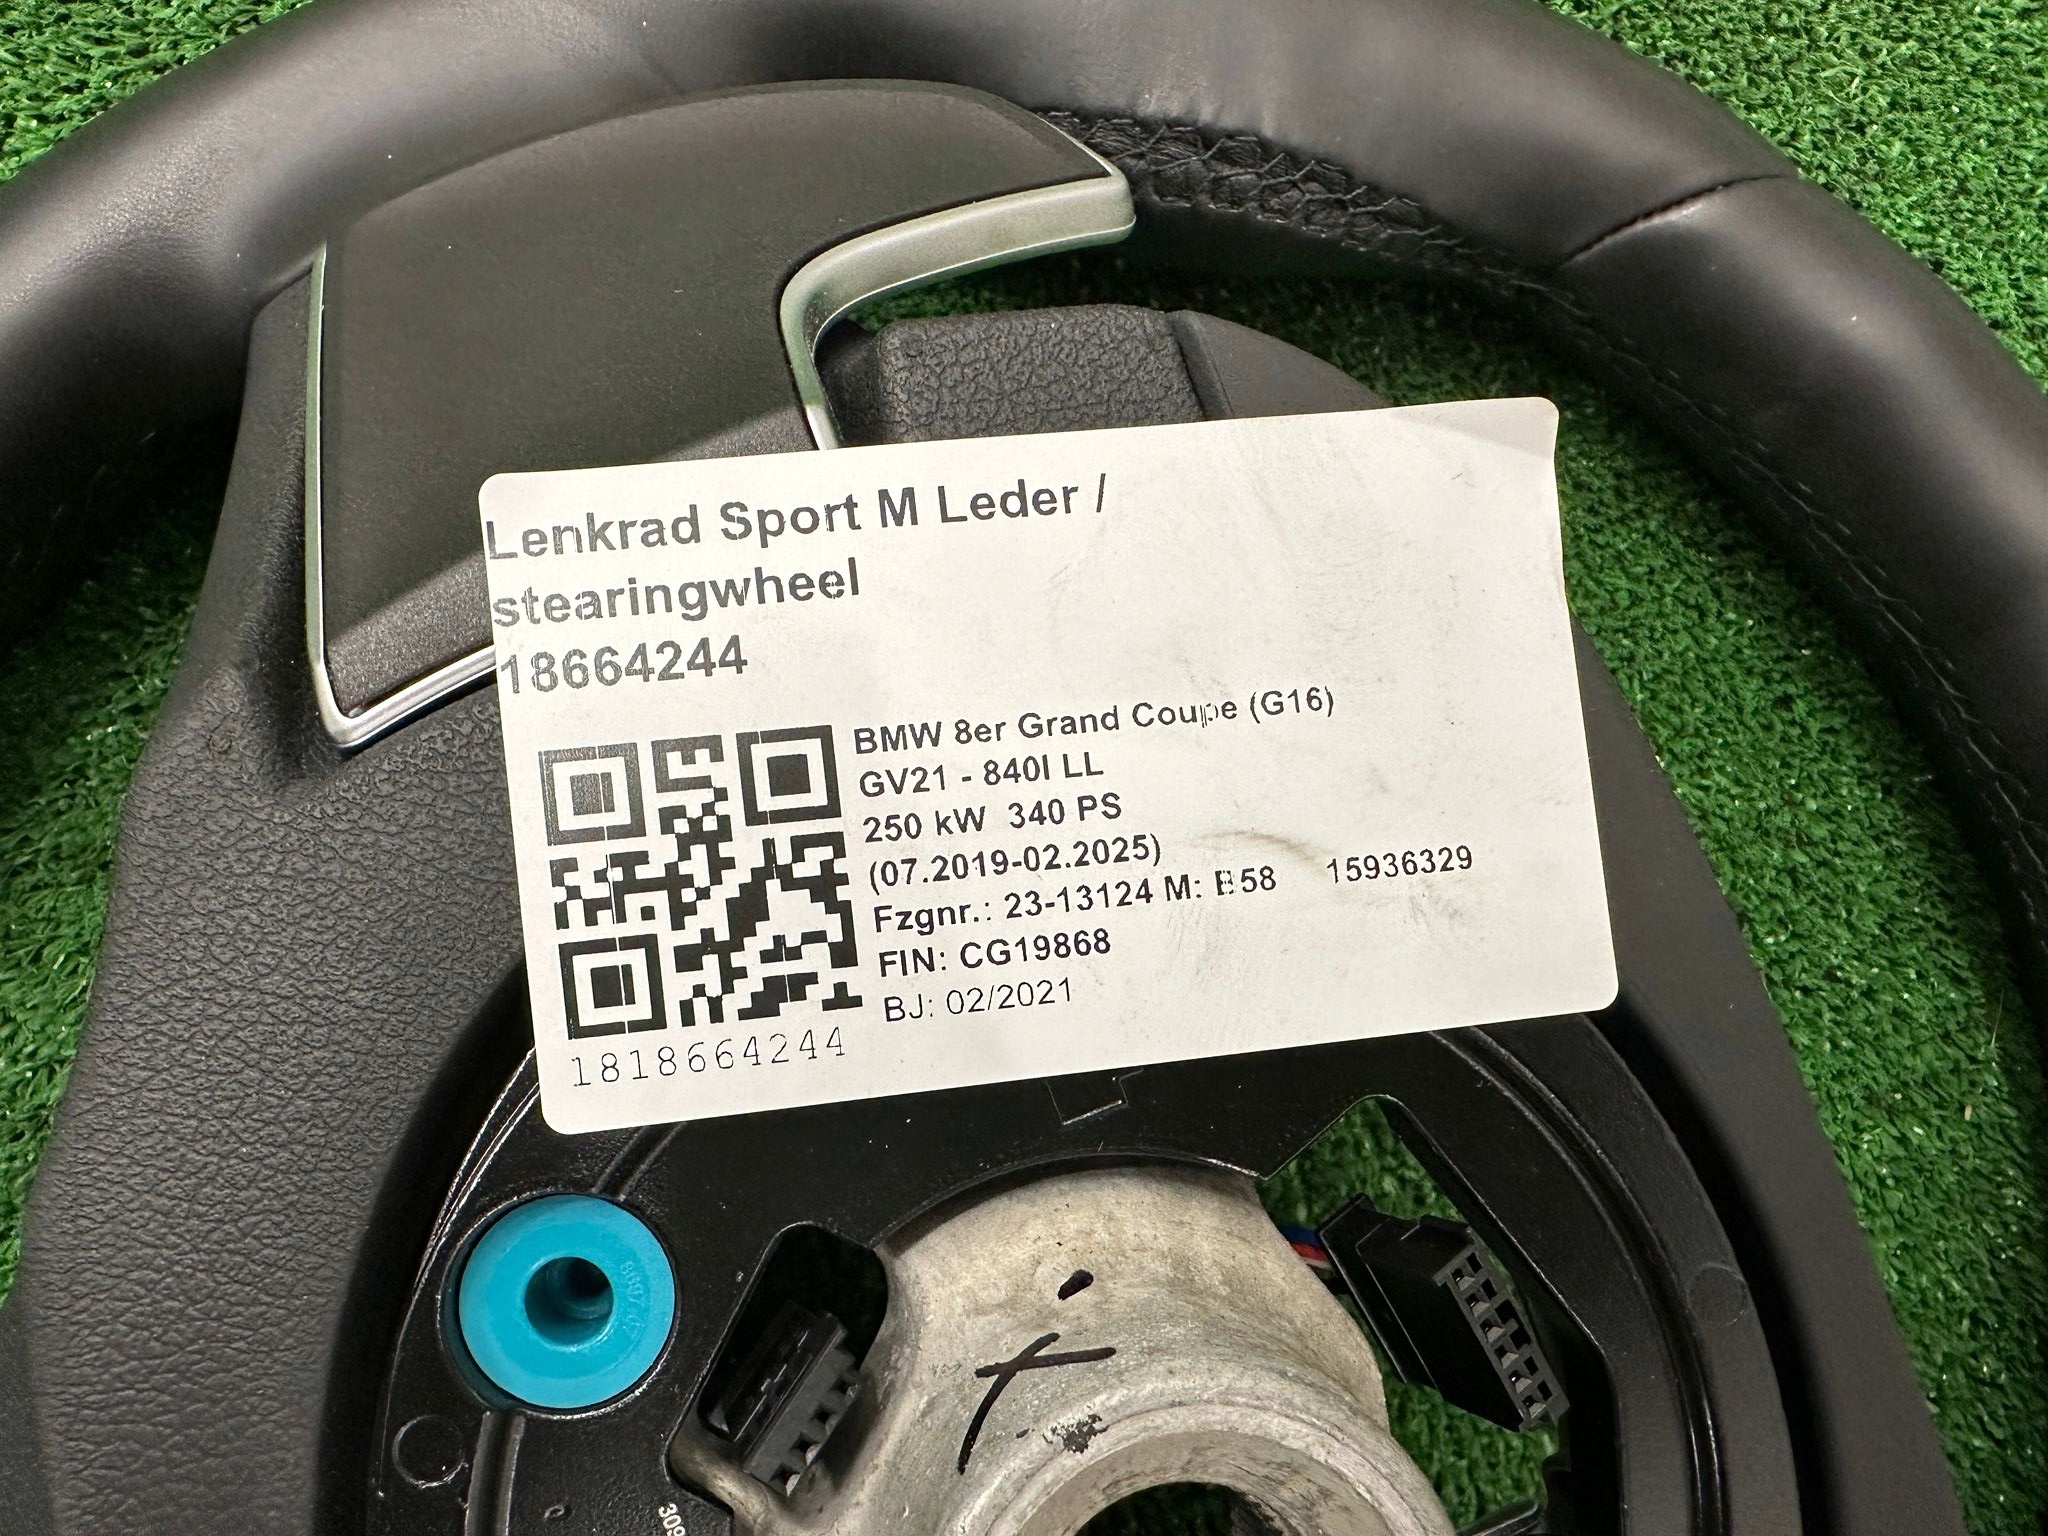 Lenkrad Sport M Leder /
stearingwheel
18664244
BMW 8er Grand Coupe (G16)
GV21 - 840I LL
250 kW 340 PS
(07.2019-02.2025)
Fzgnr.: 23-13124 M: B58 15936329
FIN: CG19868
BJ: 02/2021
1818664244
309